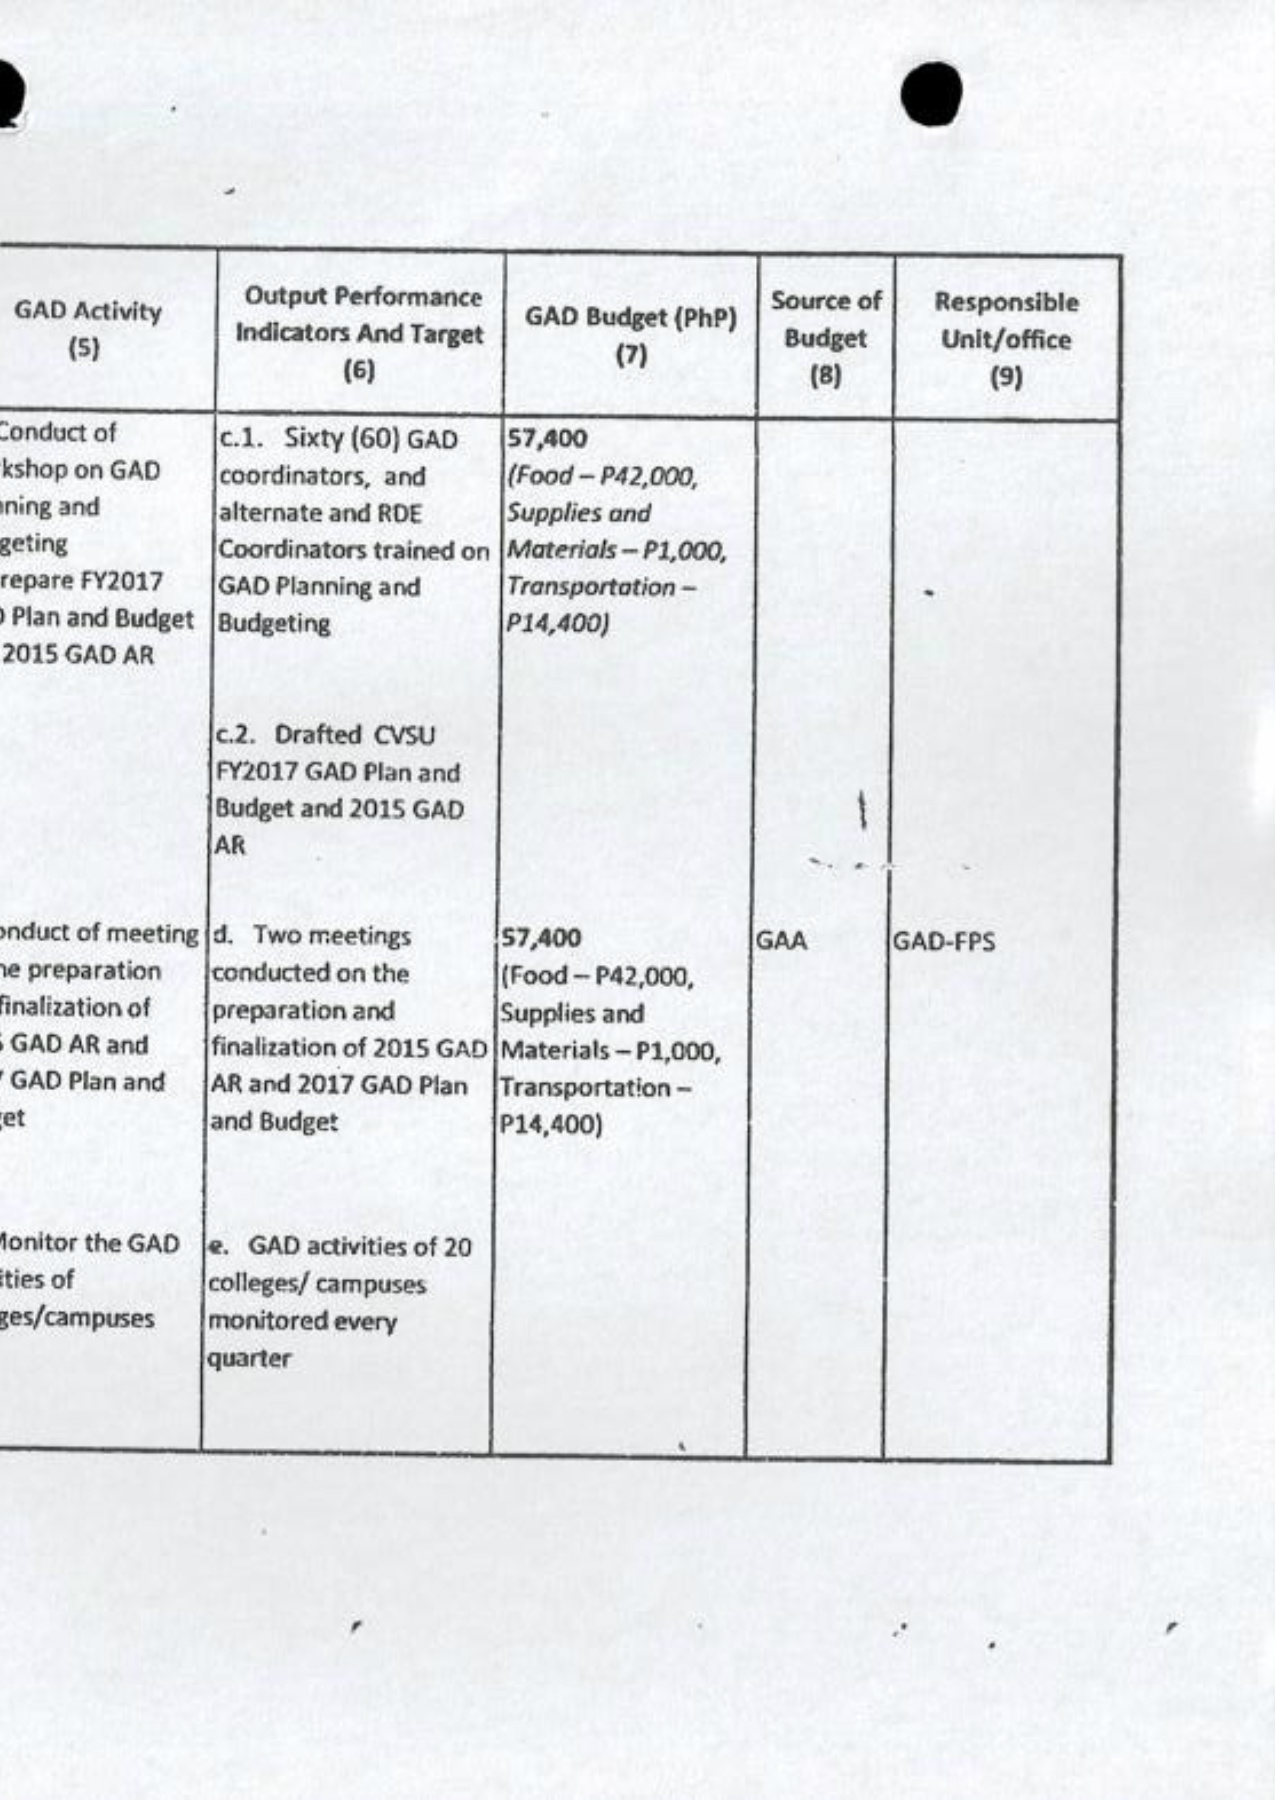 GAD Activity
(5)
Output Performance
Indicators And Target
(6)
GAD Budget (PhP)
(7)
Source of
Budget
(8)
Responsible
Unit/office
(9)
Conduct of
kshop on GAD
nning and
geting
repare FY2017
Plan and Budget
2015 GAD AR
c.1. Sixty (60) GAD
coordinators, and
alternate and RDE
Coordinators trained on
GAD Planning and
Budgeting
57,400
(Food – P42,000,
Supplies and
Materials – P1,000,
Transportation –
P14,400)
c.2. Drafted CVSU
FY2017 GAD Plan and
Budget and 2015 GAD
AR
onduct of meeting
he preparation
finalization of
GAD AR and
GAD Plan and
get
d. Two meetings
conducted on the
preparation and
finalization of 2015 GAD
AR and 2017 GAD Plan
and Budget
57,400
(Food – P42,000,
Supplies and
Materials – P1,000,
Transportation –
P14,400)
GAA
GAD-FPS
Monitor the GAD
ities of
ges/campuses
e. GAD activities of 20
colleges/ campuses
monitored every
quarter